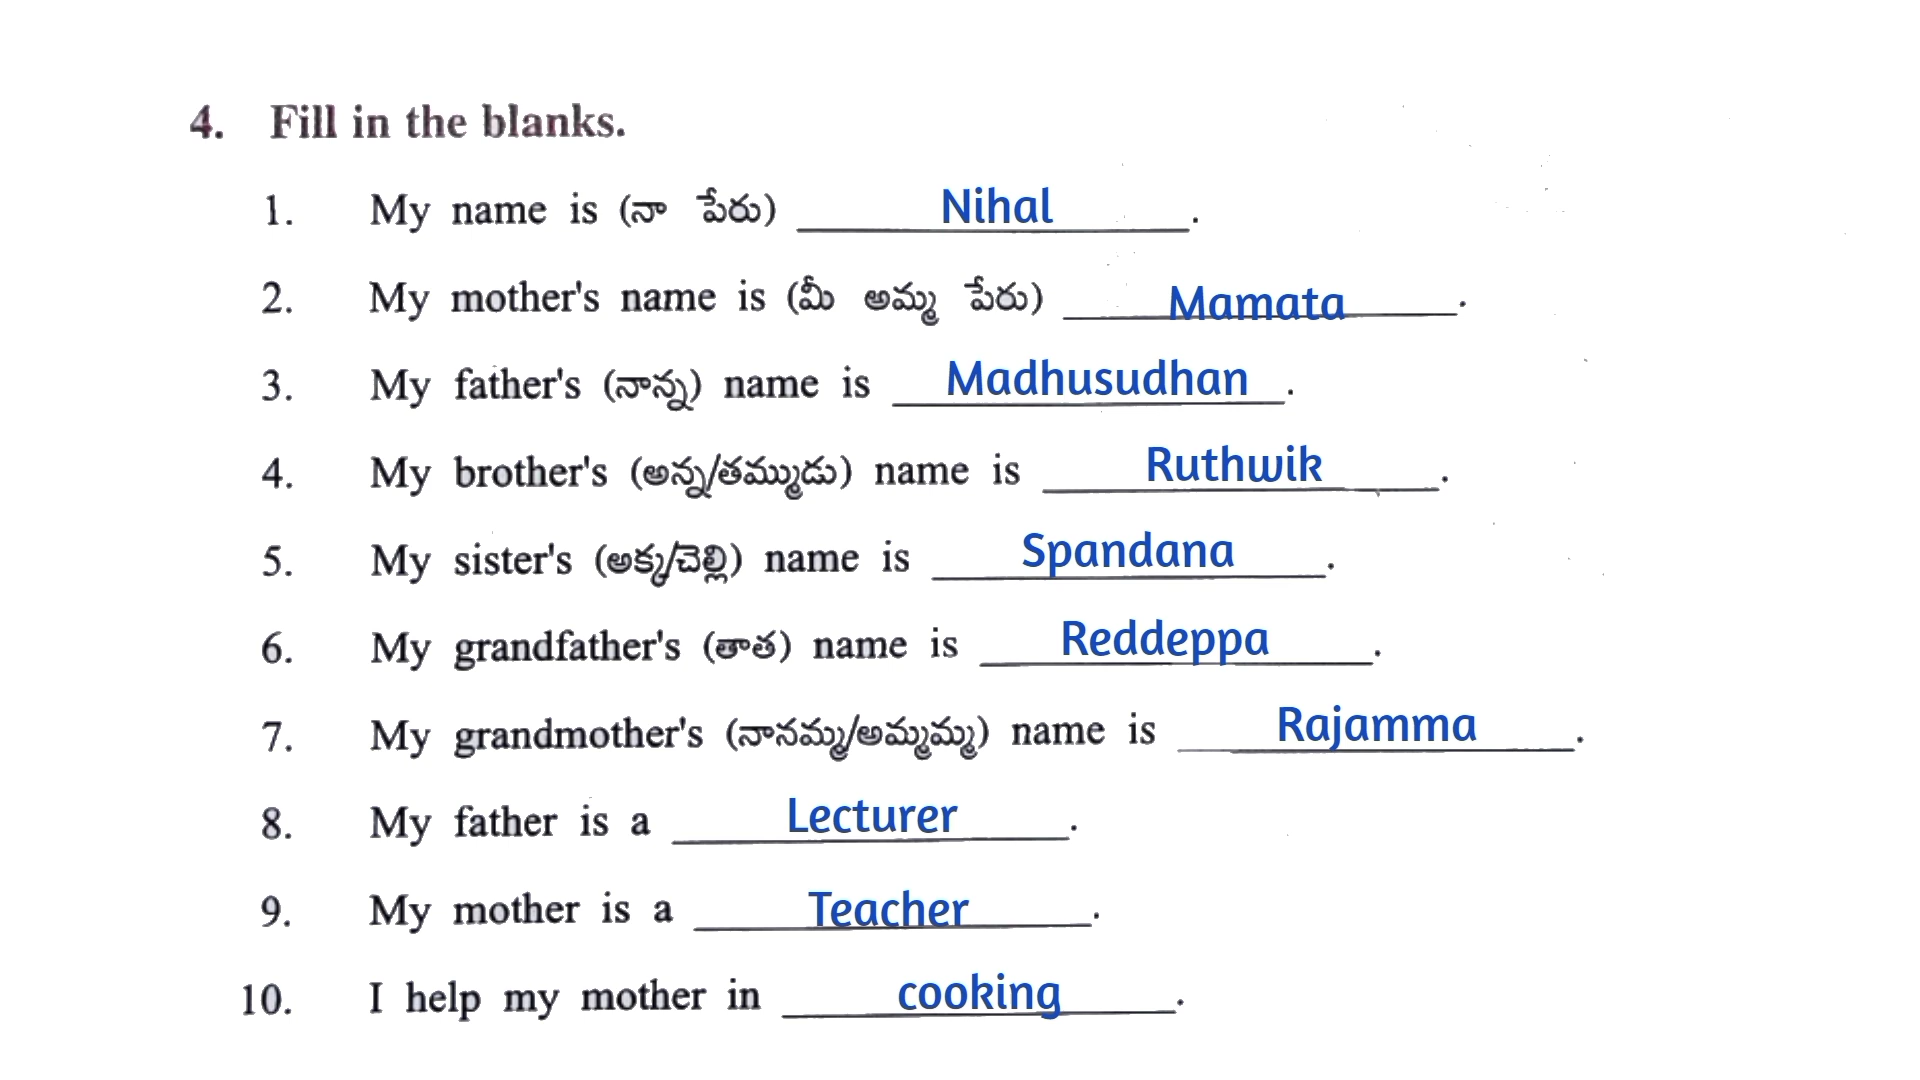 4. Fill in the blanks.
1. My name is (నా పేరు) Nihal.
2. My mother's name is (మీ అమ్మ పేరు) Mamata.
3. My father's (నాన్న) name is Madhusudhan.
4. My brother's (అన్న/తమ్ముడు) name is Ruthwik.
5. My sister's (అక్క/చెల్లి) name is Spandana.
6. My grandfather's (తాత) name is Reddeppa.
7. My grandmother's (నానమ్మ/అమ్మమ్మ) name is Rajamma.
8. My father is a Lecturer.
9. My mother is a Teacher.
10. I help my mother in cooking.